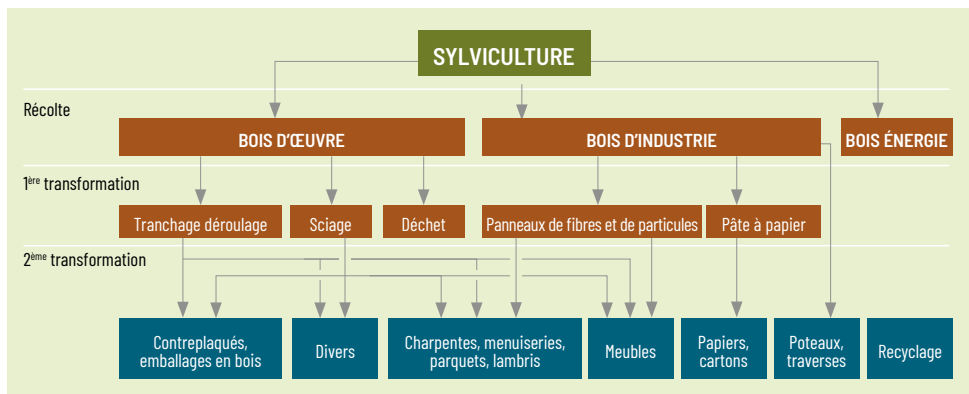 SYLVICULTURE
Récolte
BOIS D'ŒUVRE
BOIS D'INDUSTRIE
BOIS ÉNERGIE
1ère transformation
Tranchage déroulage
Sciage
Déchet
Panneaux de fibres et de particules
Pâte à papier
2ème transformation
Contreplaqués,
emballages en bois
Divers
Charpentes, menuiseries,
parquets, lambris
Meubles
Papiers,
cartons
Poteaux,
traverses
Recyclage